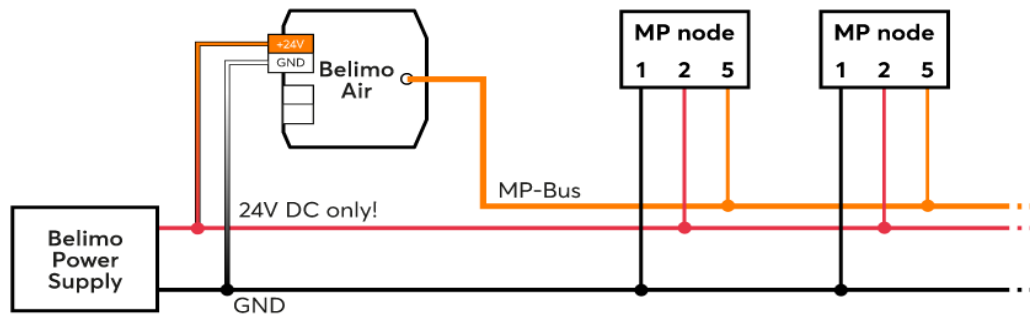 +24V
GND
Belimo
Air
MP node
1 2 5
MP node
1 2 5
MP-Bus
24V DC only!
Belimo
Power
Supply
GND